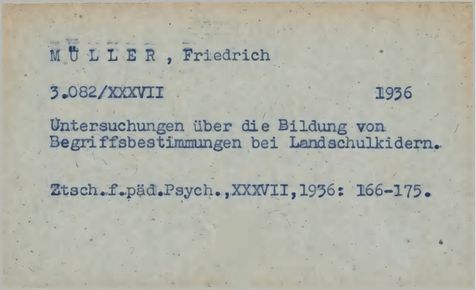 MÜLLER, Friedrich
3.082/XXXVII 1936
Untersuchungen über die Bildung von
Begriffsbestimmungen bei Landschulkidern.
Ztsch.f.päd.Psych.,XXXVII,1936: 166-175.